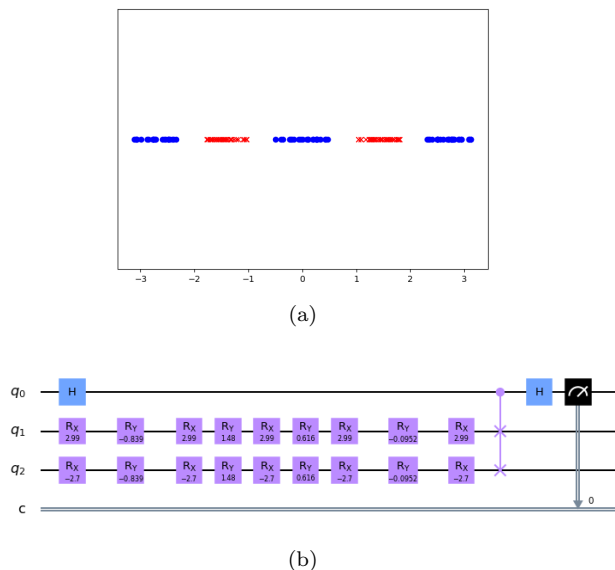 −3 −2 −1 0 1 2 3
(a)
q0 H H
q1 RX 2.99 RY −0.839 RX 2.99 RY 1.48 RX 2.99 RY 0.616 RX 2.99 RY −0.0952 RX 2.99
q2 RX −2.7 RY −0.839 RX −2.7 RY 1.48 RX −2.7 RY 0.616 RX −2.7 RY −0.0952 RX −2.7
c 0
(b)